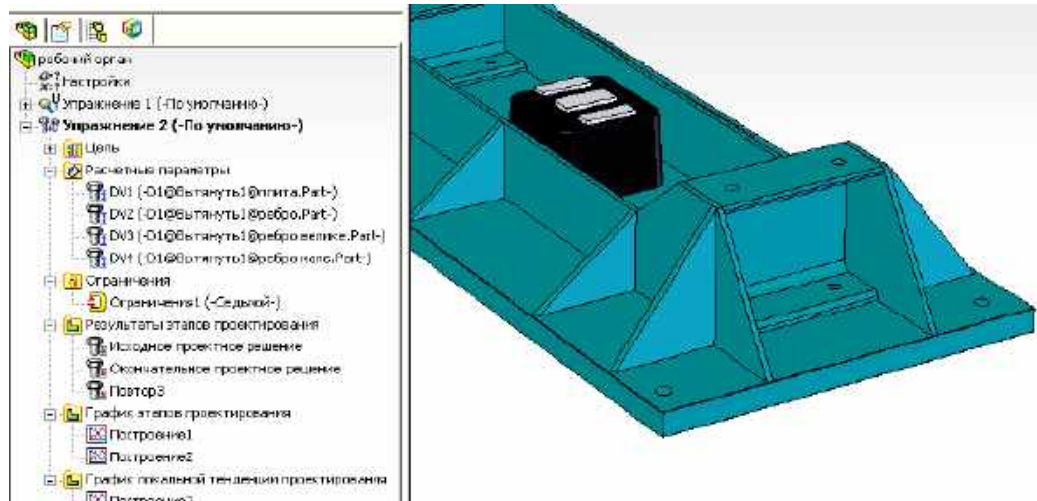 рабочий орган
Настройки
Упражнение 1 (-По умолчанию-)
Упражнение 2 (-По умолчанию-)
Цель
Расчетные параметры
DV1 (-D1@Вытянуть1@плита.Part-)
DV2 (-D1@Вытянуть1@ребро.Part-)
DV3 (-D1@Вытянуть1@ребро велике.Part-)
DV4 (-D1@Вытянуть1@ребро мале.Part-)
Ограничения
Ограничения1 (-Седьмой-)
Результаты этапов проектирования
Исходное проектное решение
Окончательное проектное решение
Повтор3
График этапов проектирования
Построение1
Построение2
График локальной тенденции проектирования